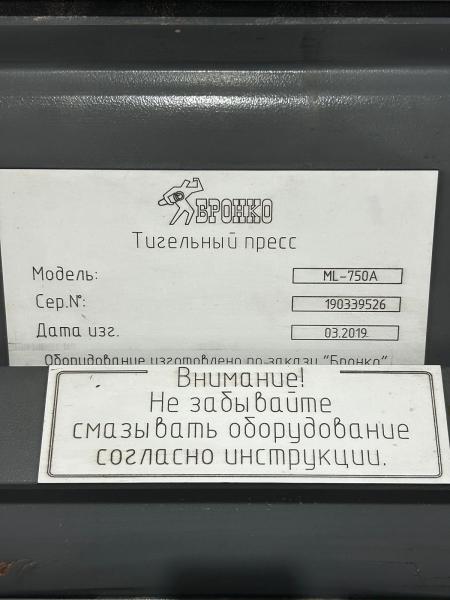 БРОНКО
Тигельный пресс
Модель: ML-750A
Сер.№: 190339526
Дата изг. 03.2019
Оборудование изготовлено по заказу "Бронко"
Внимание!
Не забывайте
смазывать оборудование
согласно инструкции.